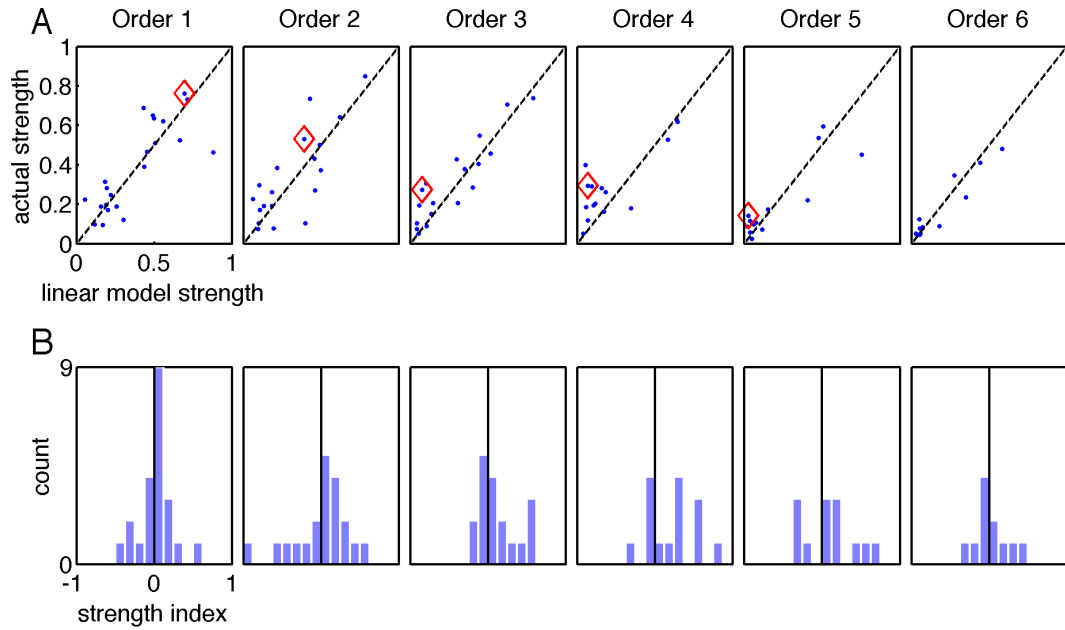 A
Order 1 Order 2 Order 3 Order 4 Order 5 Order 6
1
0.8
0.6
0.4
0.2
0
actual strength
0 0.5 1
linear model strength
B
9
0
count
-1 0 1
strength index